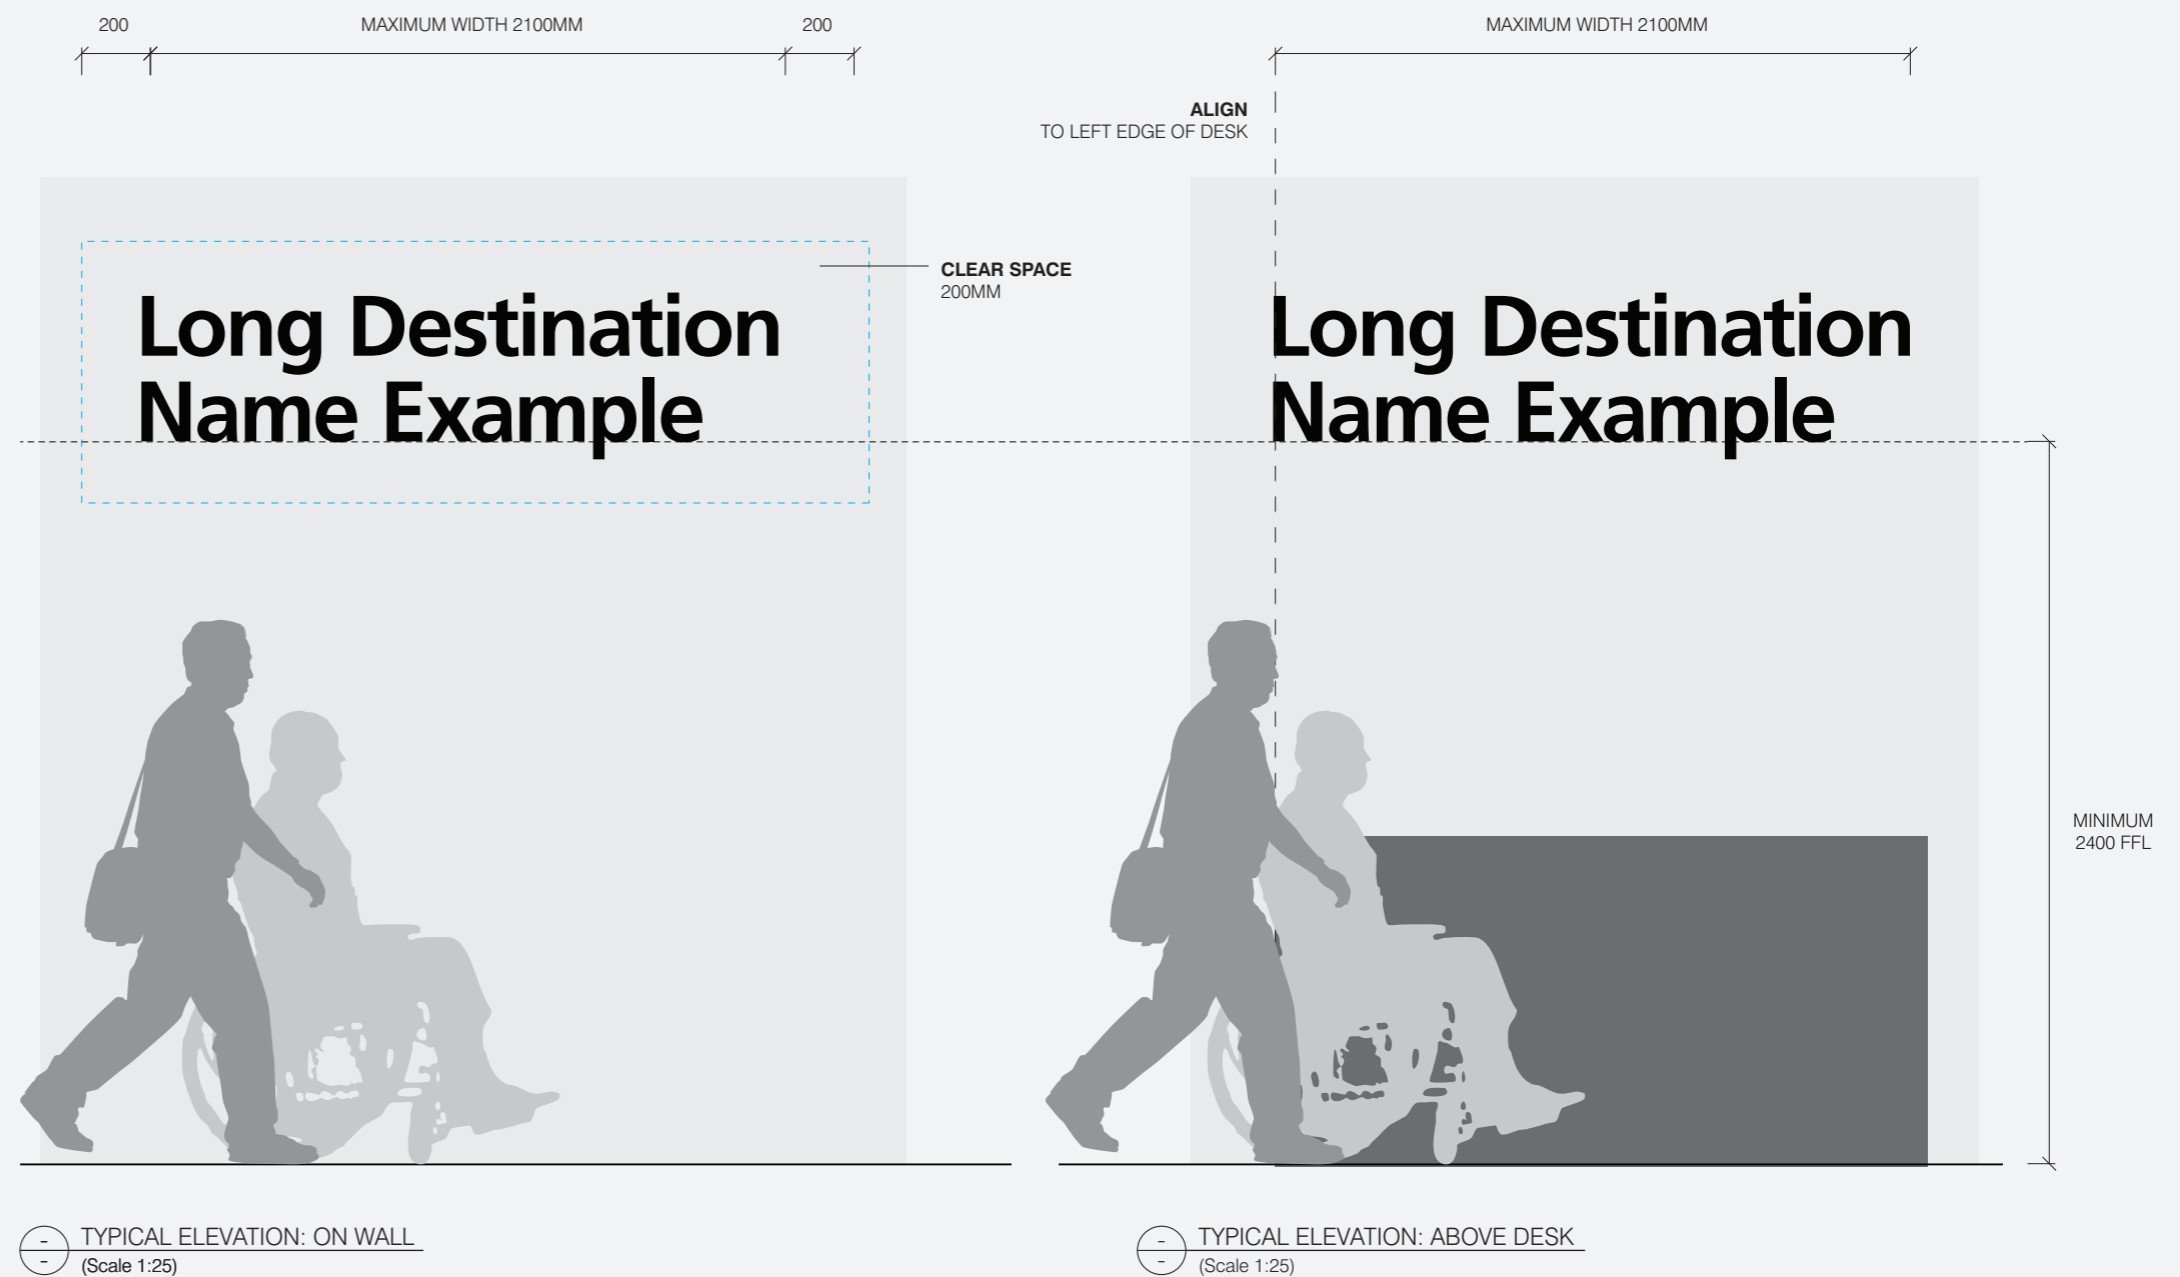 200
MAXIMUM WIDTH 2100MM
200
MAXIMUM WIDTH 2100MM
ALIGN
TO LEFT EDGE OF DESK
CLEAR SPACE
200MM
Long Destination
Name Example
Long Destination
Name Example
MINIMUM
2400 FFL
-
-
TYPICAL ELEVATION: ON WALL
(Scale 1:25)
-
-
TYPICAL ELEVATION: ABOVE DESK
(Scale 1:25)